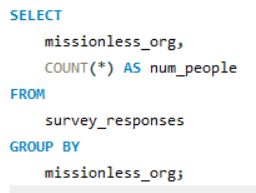 SELECT
    missionless_org,
    COUNT(*) AS num_people
FROM
    survey_responses
GROUP BY
    missionless_org;